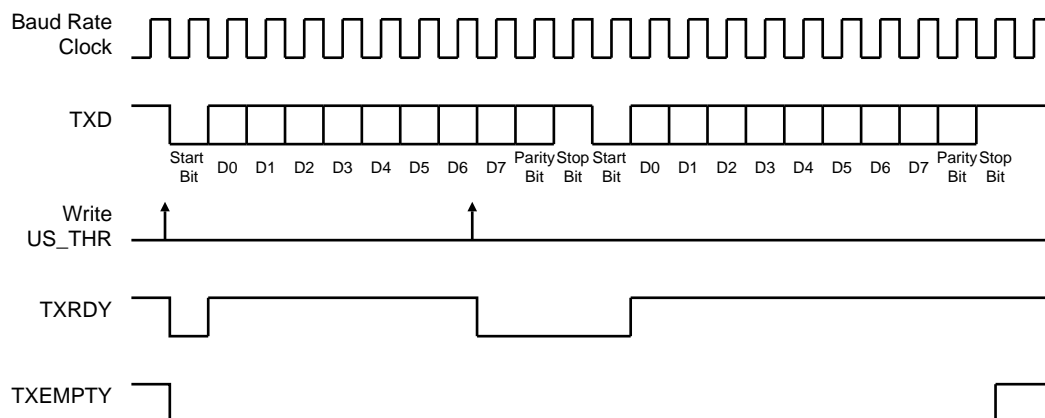 Baud Rate
Clock
TXD
Start
Bit
D0
D1
D2
D3
D4
D5
D6
D7
Parity
Bit
Stop
Bit
Start
Bit
D0
D1
D2
D3
D4
D5
D6
D7
Parity
Bit
Stop
Bit
Write
US_THR
TXRDY
TXEMPTY